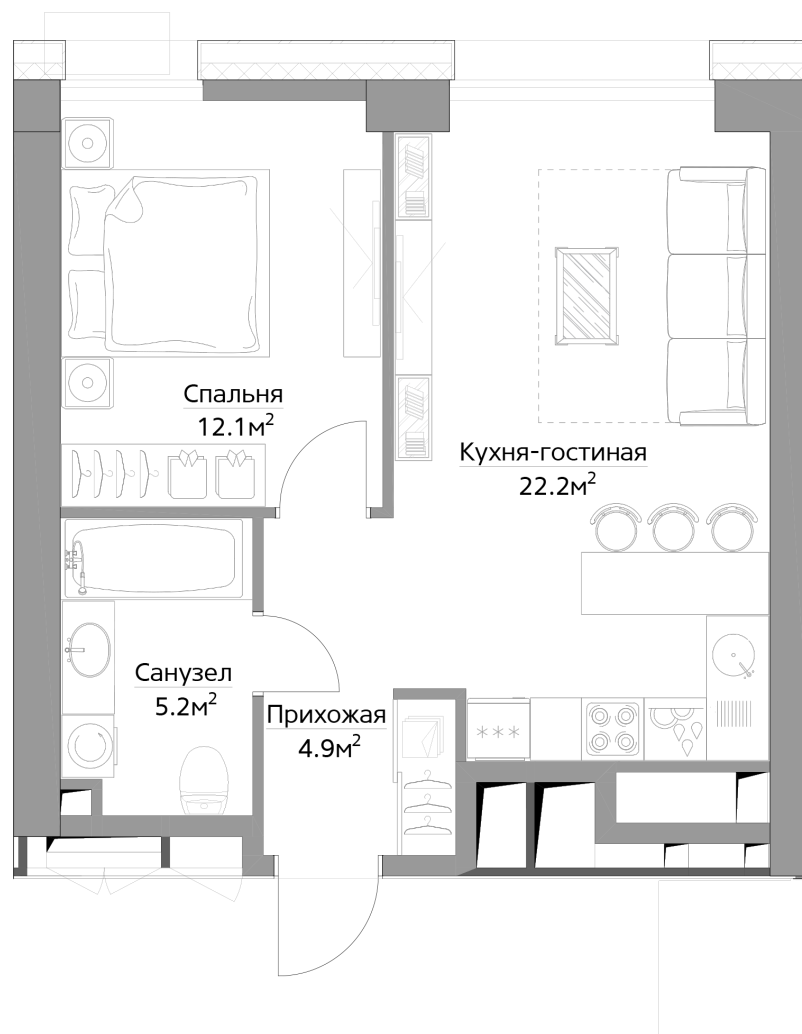 Спальня
12.1м²
Кухня-гостиная
22.2м²
Санузел
5.2м²
Прихожая
4.9м²